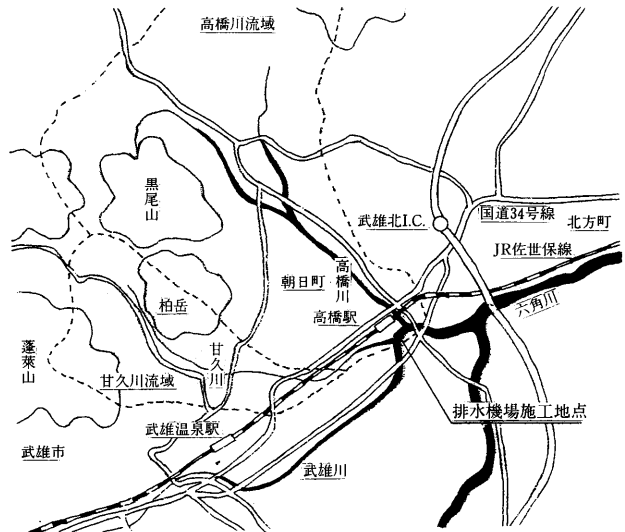 高橋川流域
黒尾山
武雄北I.C.
国道34号線
北方町
JR佐世保線
朝日町
高橋川
高橋駅
六角川
柏岳
蓬萊山
甘久川
甘久川流域
排水機場施工地点
武雄温泉駅
武雄市
武雄川